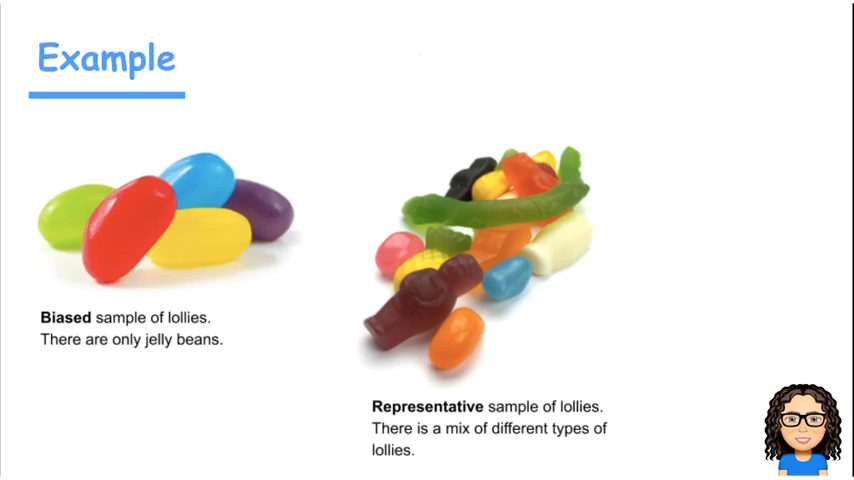 Example
Biased sample of lollies.
There are only jelly beans.
Representative sample of lollies.
There is a mix of different types of
lollies.